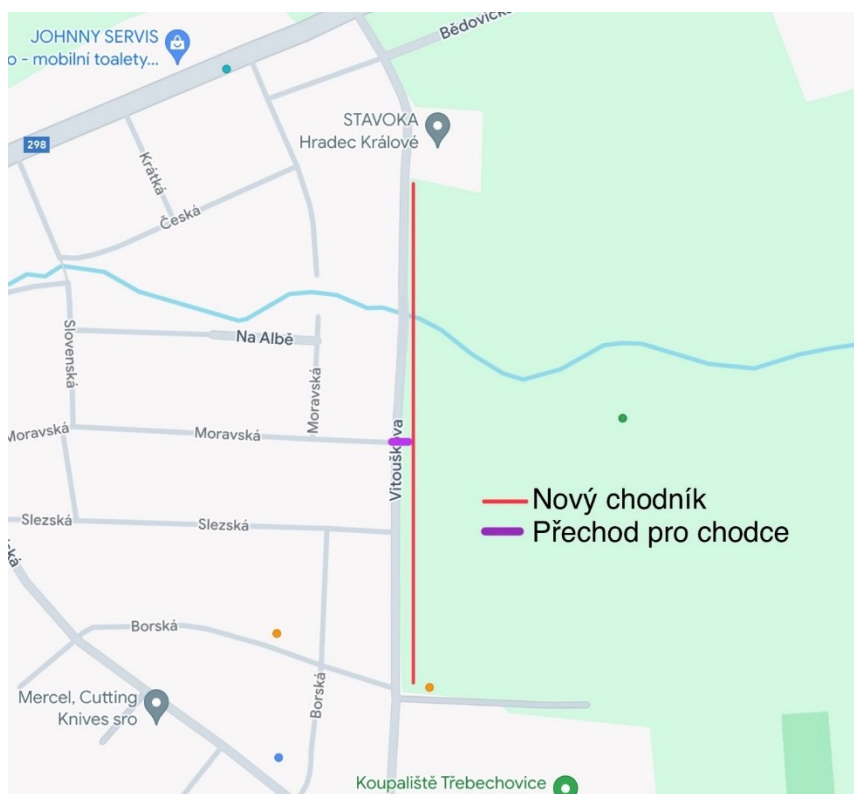 JOHNNY SERVIS
o - mobilní toalety...
Bědovická
STAVOKA
Hradec Králové
298
Krátká
Česká
Slovenská
Na Albě
Moravská
Moravská
Moravská
Vitouškova
Nový chodník
Přechod pro chodce
Slezská
Slezská
Borská
Borská
Mercel, Cutting
Knives sro
Koupaliště Třebechovice